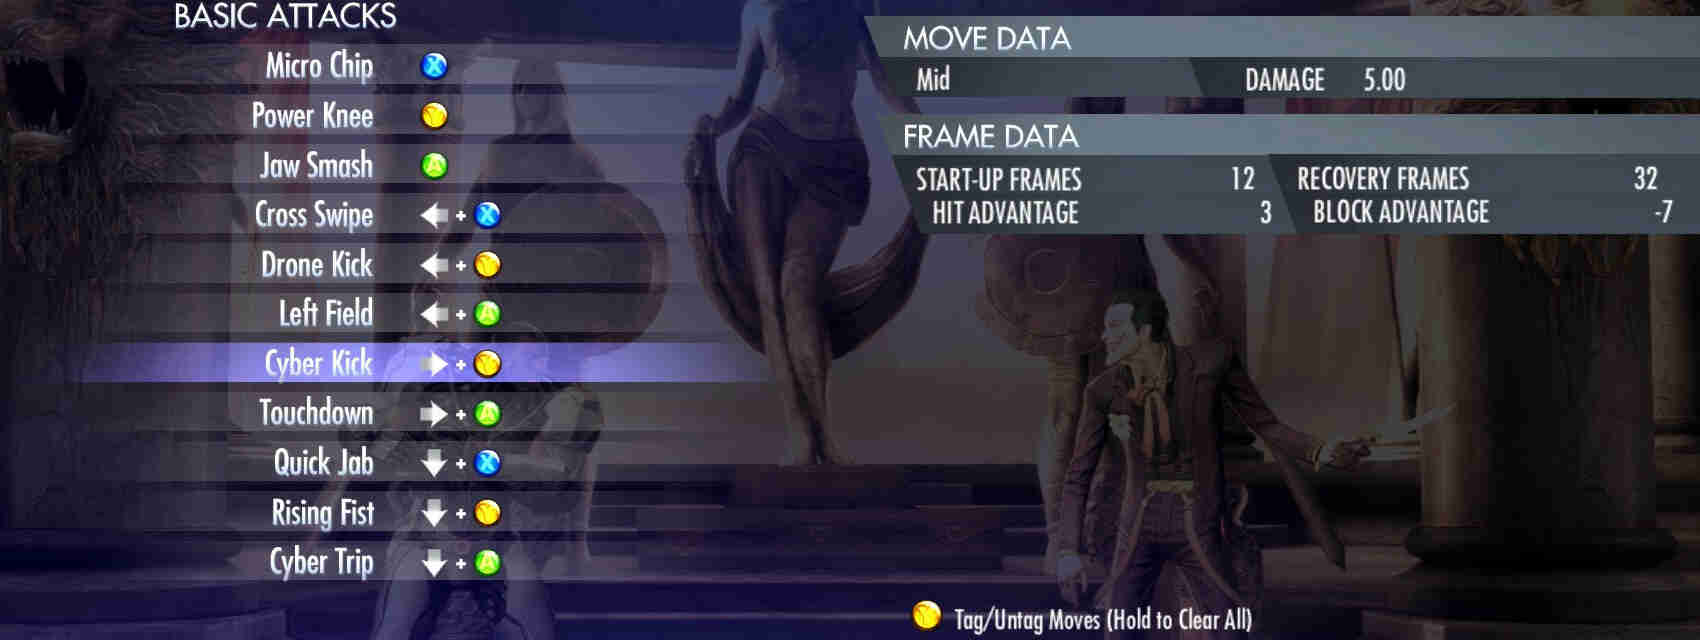 BASIC ATTACKS
Micro Chip X
Power Knee Y
Jaw Smash A
Cross Swipe + X
Drone Kick + Y
Left Field + A
Cyber Kick + Y
Touchdown + A
Quick Jab + X
Rising Fist + Y
Cyber Trip + A
MOVE DATA
Mid DAMAGE 5.00
FRAME DATA
START-UP FRAMES 12 RECOVERY FRAMES 32
HIT ADVANTAGE 3 BLOCK ADVANTAGE -7
Y Tag/Untag Moves (Hold to Clear All)